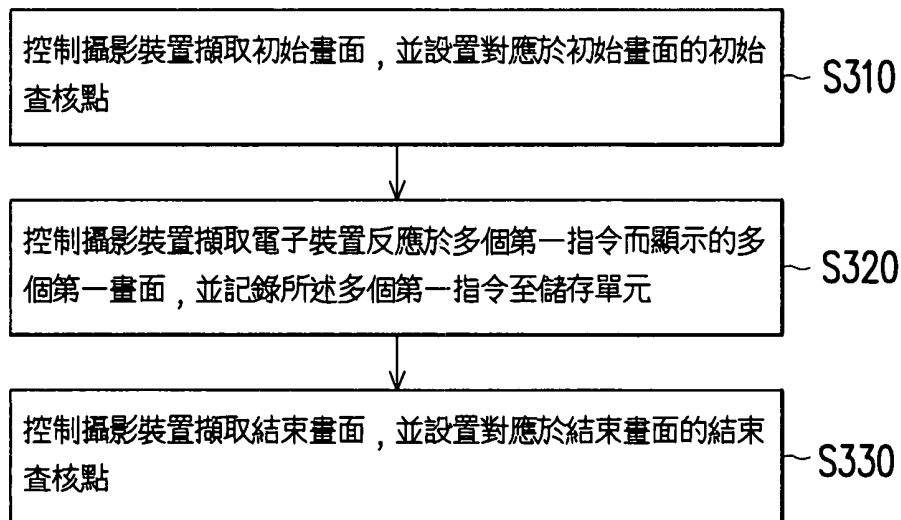 控制攝影裝置擷取初始畫面，並設置對應於初始畫面的初始
查核點
S310
控制攝影裝置擷取電子裝置反應於多個第一指令而顯示的多
個第一畫面，並記錄所述多個第一指令至儲存單元
S320
控制攝影裝置擷取結束畫面，並設置對應於結束畫面的結束
查核點
S330